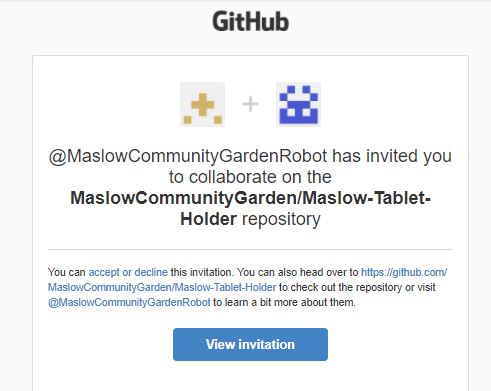 GitHub
@MaslowCommunityGardenRobot has invited you
to collaborate on the
MaslowCommunityGarden/Maslow-Tablet-
Holder repository
You can accept or decline this invitation. You can also head over to https://github.com/
MaslowCommunityGarden/Maslow-Tablet-Holder to check out the repository or visit
@MaslowCommunityGardenRobot to learn a bit more about them.
View invitation